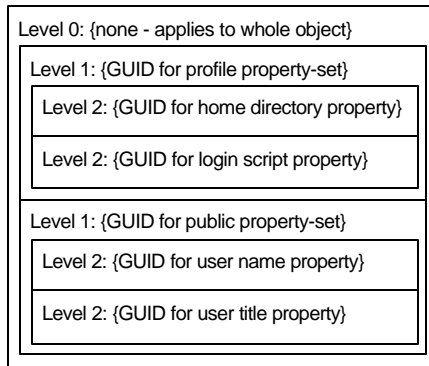 Level 0: {none - applies to whole object}
Level 1: {GUID for profile property-set}
Level 2: {GUID for home directory property}
Level 2: {GUID for login script property}
Level 1: {GUID for public property-set}
Level 2: {GUID for user name property}
Level 2: {GUID for user title property}